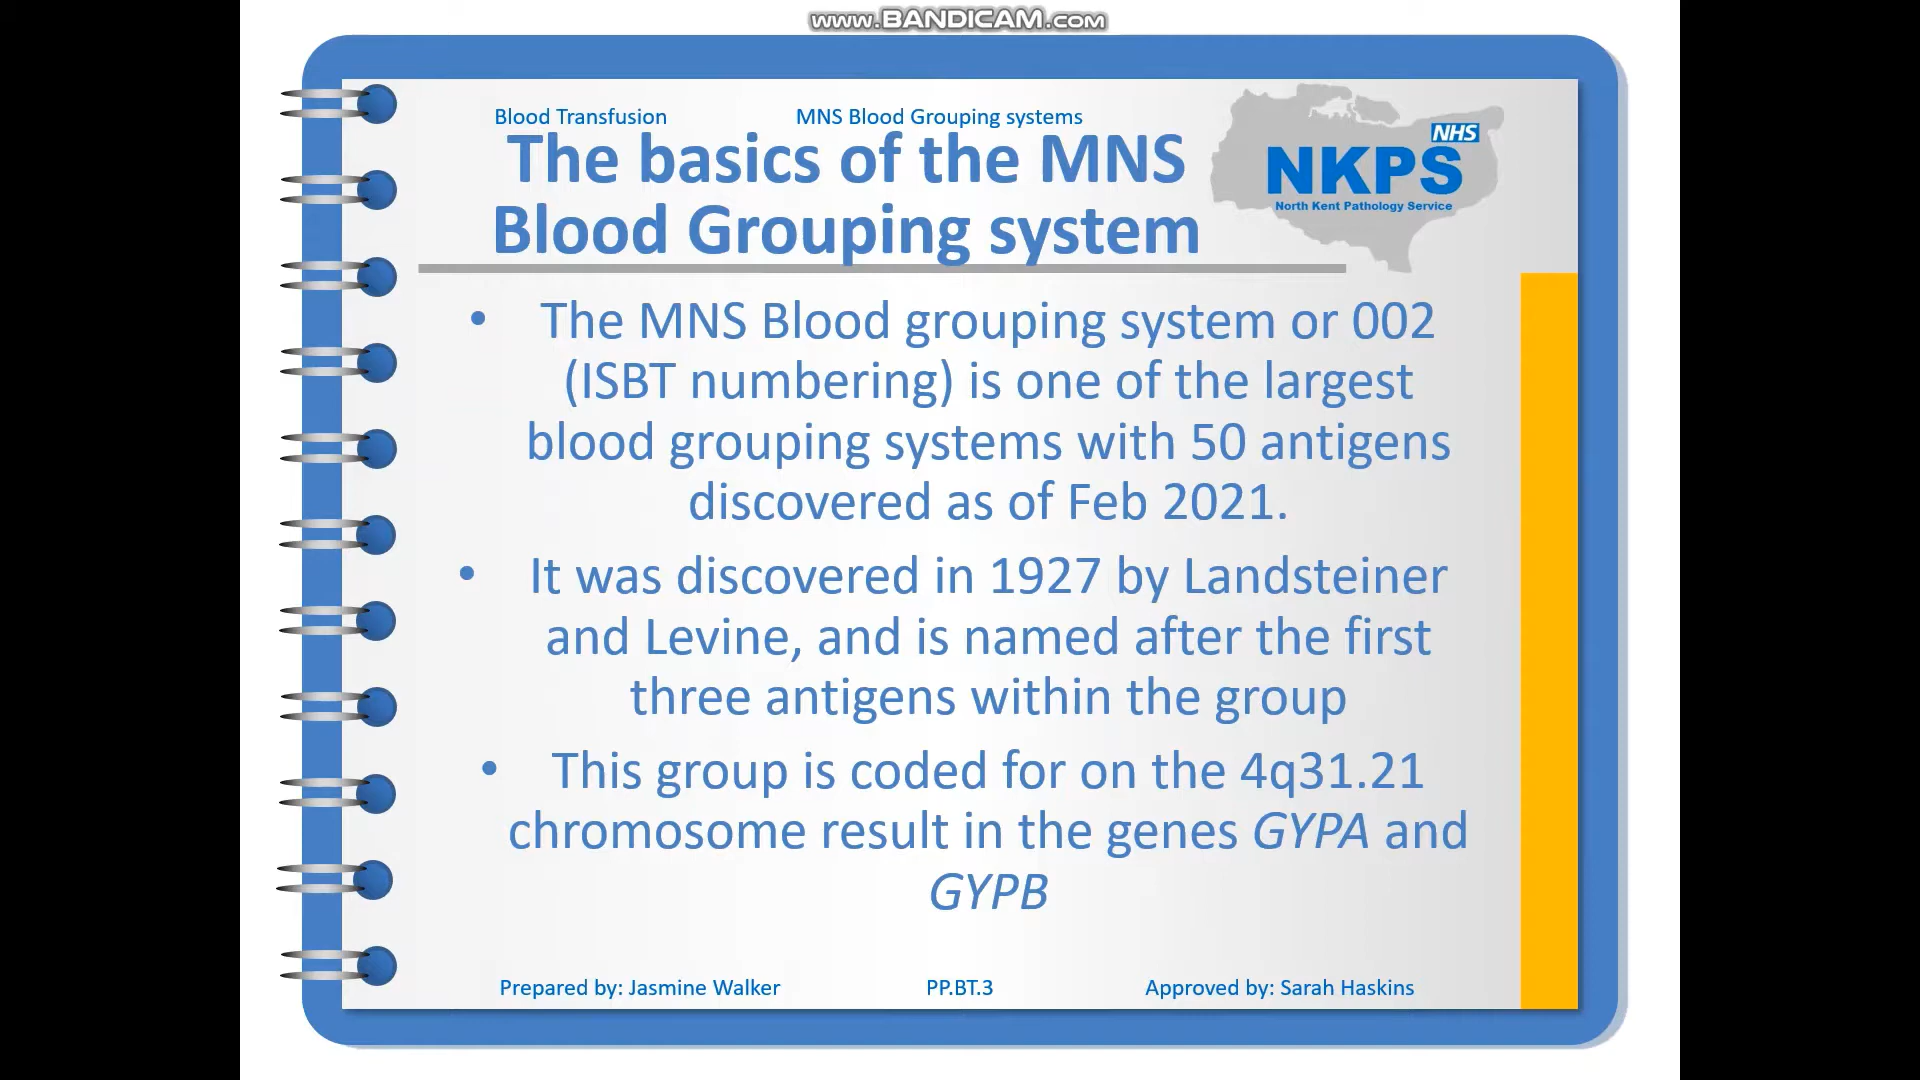 www.BANDICAM.com
Blood Transfusion MNS Blood Grouping systems
The basics of the MNS
Blood Grouping system
NHS
NKPS
North Kent Pathology Service
• The MNS Blood grouping system or 002
(ISBT numbering) is one of the largest
blood grouping systems with 50 antigens
discovered as of Feb 2021.
• It was discovered in 1927 by Landsteiner
and Levine, and is named after the first
three antigens within the group
• This group is coded for on the 4q31.21
chromosome result in the genes GYPA and
GYPB
Prepared by: Jasmine Walker PP.BT.3 Approved by: Sarah Haskins